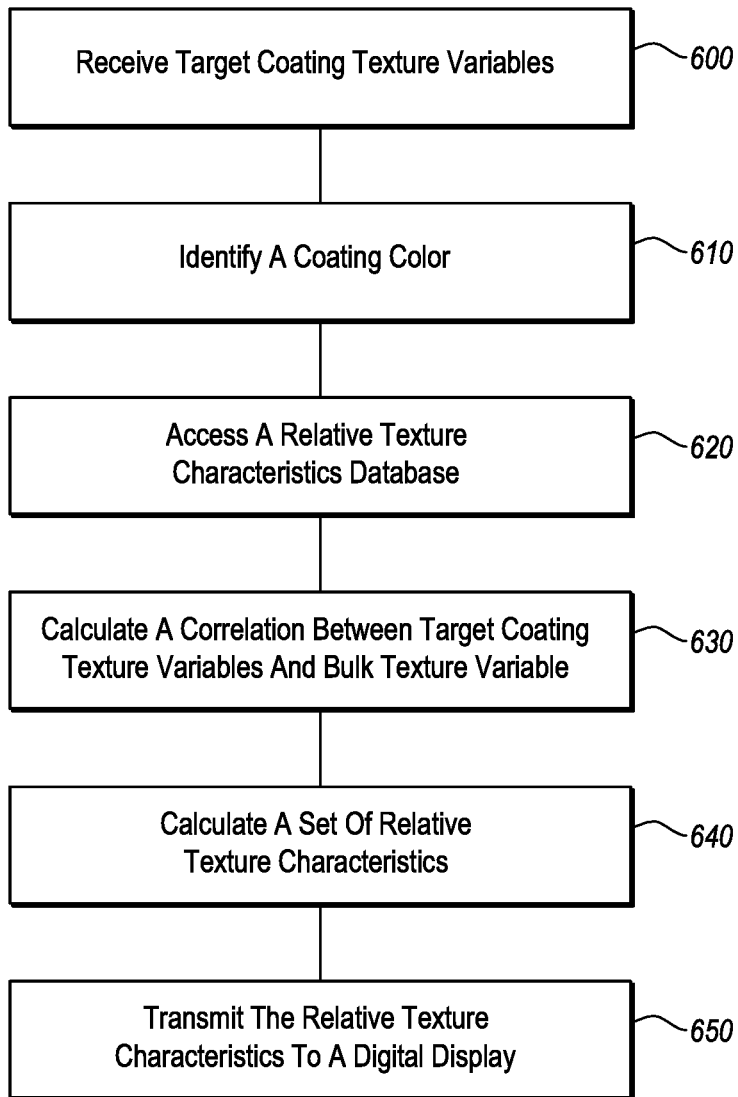 Receive Target Coating Texture Variables
600
Identify A Coating Color
610
Access A Relative Texture
Characteristics Database
620
Calculate A Correlation Between Target Coating
Texture Variables And Bulk Texture Variable
630
Calculate A Set Of Relative
Texture Characteristics
640
Transmit The Relative Texture
Characteristics To A Digital Display
650